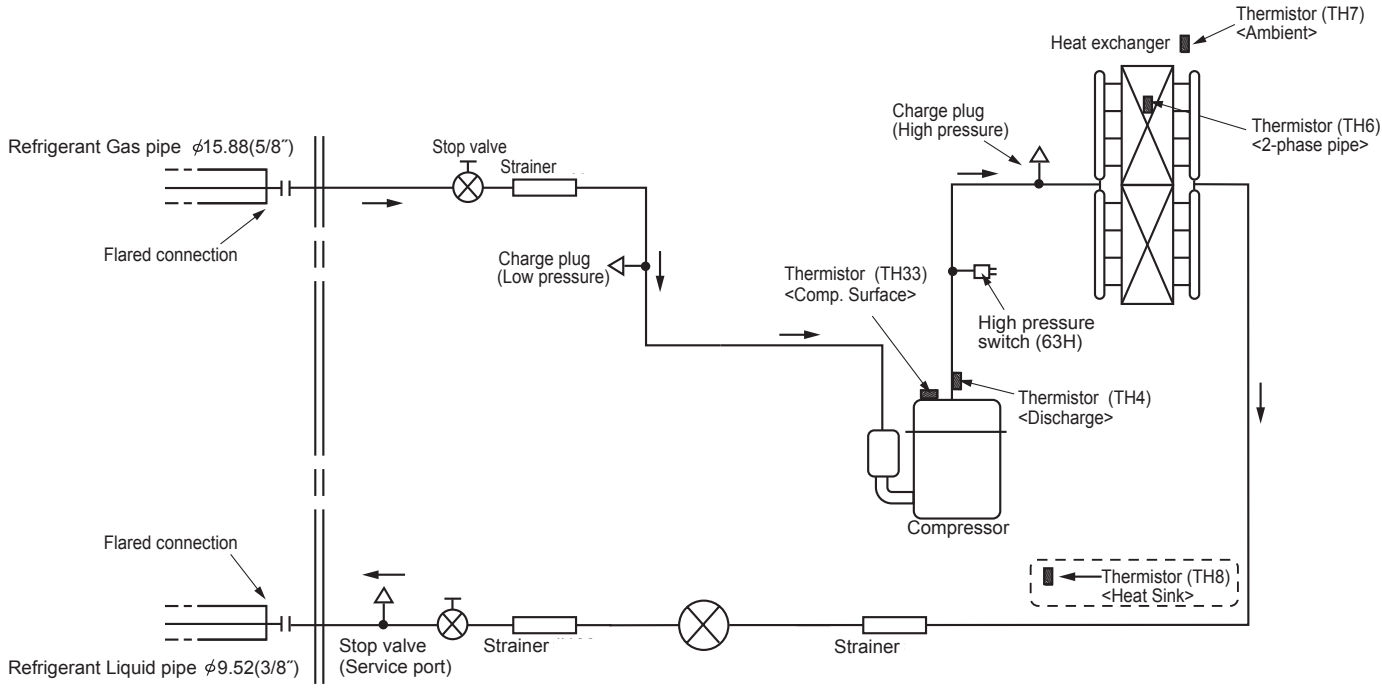 Thermistor (TH7)
<Ambient>
Heat exchanger
Charge plug
(High pressure)
Thermistor (TH6)
<2-phase pipe>
Refrigerant Gas pipe ϕ15.88(5/8″)
Stop valve
Strainer
Flared connection
Charge plug
(Low pressure)
Thermistor (TH33)
<Comp. Surface>
High pressure
switch (63H)
Thermistor (TH4)
<Discharge>
Compressor
Flared connection
Thermistor (TH8)
<Heat Sink>
Stop valve
(Service port)
Strainer
Strainer
Refrigerant Liquid pipe ϕ9.52(3/8″)